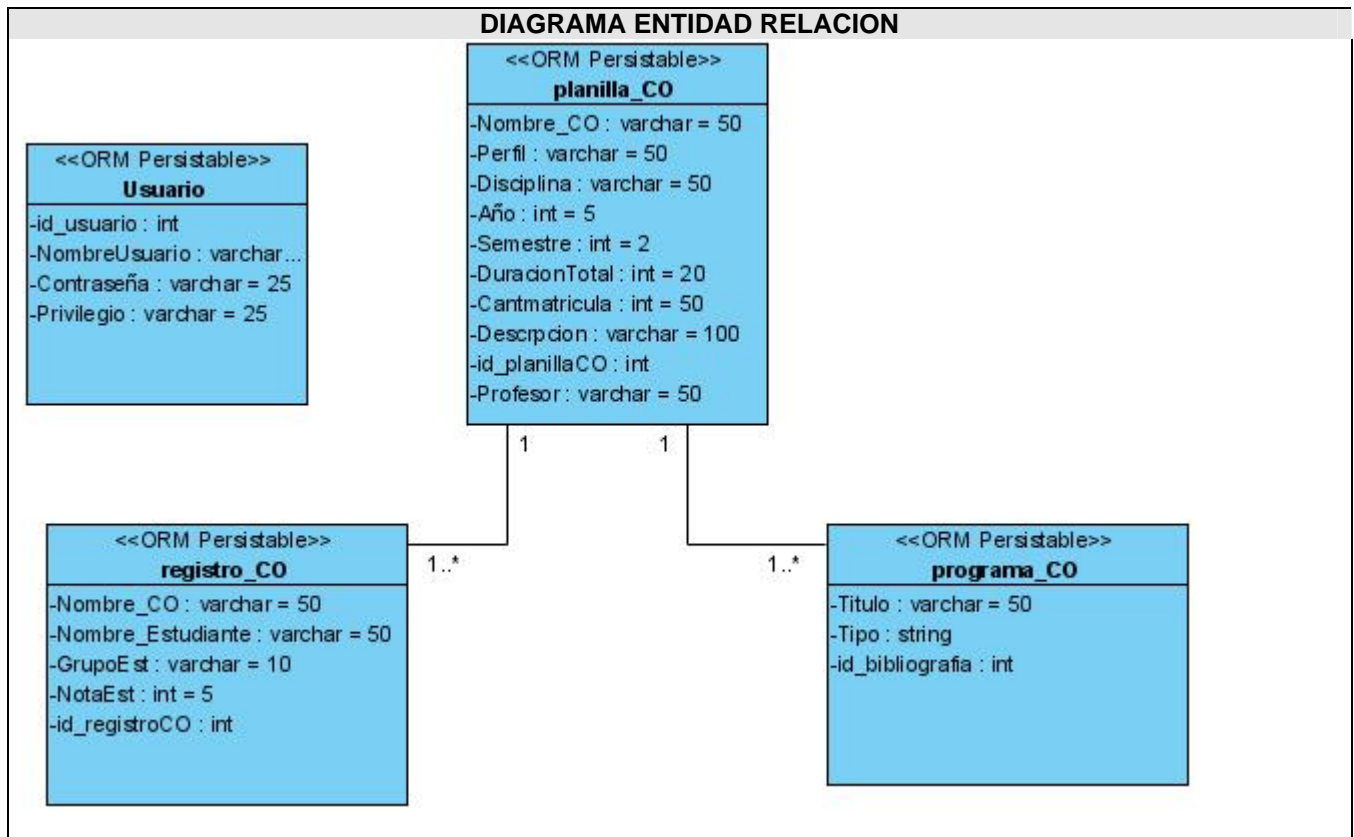 DIAGRAMA ENTIDAD RELACION
<<ORM Persistable>>
planilla_CO
-Nombre_CO : varchar = 50
-Perfil : varchar = 50
-Disciplina : varchar = 50
-Año : int = 5
-Semestre : int = 2
-DuracionTotal : int = 20
-Cantmatricula : int = 50
-Descrpcion : varchar = 100
-id_planillaCO : int
-Profesor : varchar = 50
<<ORM Persistable>>
Usuario
-id_usuario : int
-NombreUsuario : varchar...
-Contraseña : varchar = 25
-Privilegio : varchar = 25
1
1
1..*
1..*
<<ORM Persistable>>
registro_CO
-Nombre_CO : varchar = 50
-Nombre_Estudiante : varchar = 50
-GrupoEst : varchar = 10
-NotaEst : int = 5
-id_registroCO : int
<<ORM Persistable>>
programa_CO
-Titulo : varchar = 50
-Tipo : string
-id_bibliografia : int